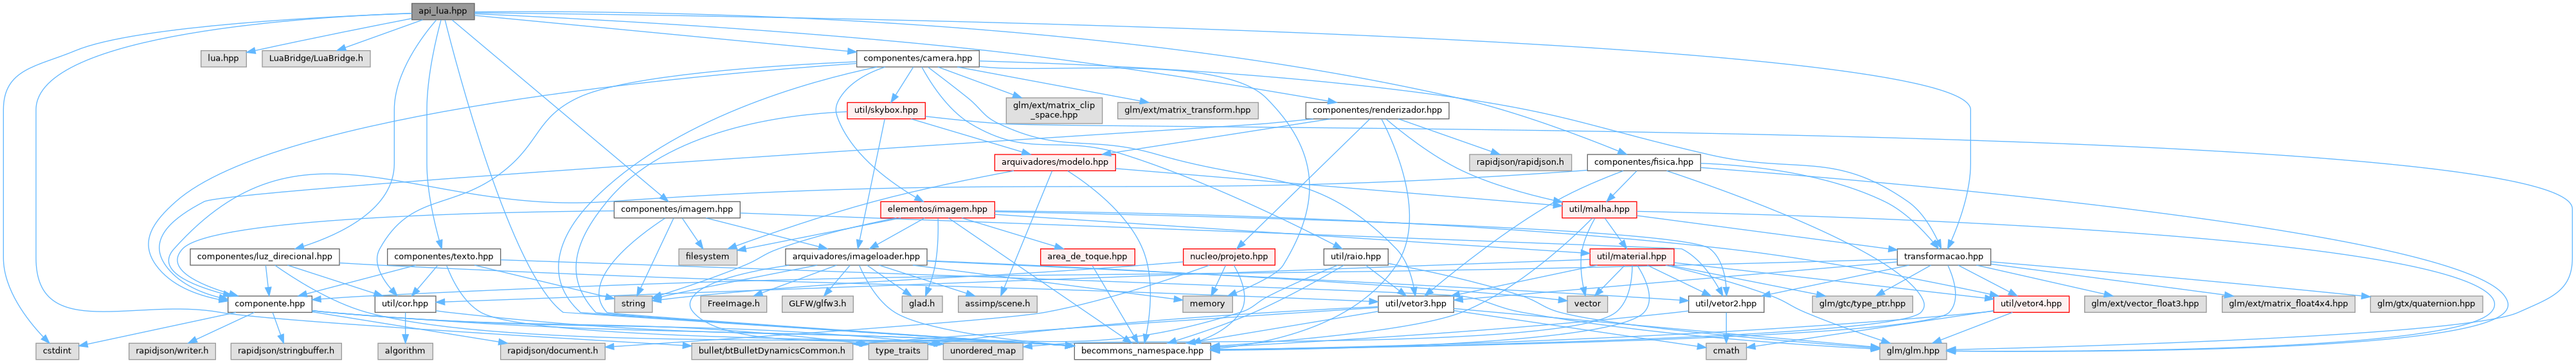 api_lua.hpp
lua.hpp
LuaBridge/LuaBridge.h
componentes/camera.hpp
util/skybox.hpp
glm/ext/matrix_clip
_space.hpp
glm/ext/matrix_transform.hpp
componentes/renderizador.hpp
arquivadores/modelo.hpp
rapidjson/rapidjson.h
componentes/fisica.hpp
componentes/imagem.hpp
elementos/imagem.hpp
util/malha.hpp
componentes/luz_direcional.hpp
componentes/texto.hpp
filesystem
arquivadores/imageloader.hpp
area_de_toque.hpp
nucleo/projeto.hpp
util/raio.hpp
util/material.hpp
transformacao.hpp
componente.hpp
util/cor.hpp
string
FreeImage.h
GLFW/glfw3.h
glad.h
assimp/scene.h
memory
util/vetor3.hpp
vector
util/vetor2.hpp
glm/gtc/type_ptr.hpp
util/vetor4.hpp
glm/ext/vector_float3.hpp
glm/ext/matrix_float4x4.hpp
glm/gtx/quaternion.hpp
cstdint
rapidjson/writer.h
rapidjson/stringbuffer.h
algorithm
rapidjson/document.h
bullet/btBulletDynamicsCommon.h
type_traits
unordered_map
becommons_namespace.hpp
cmath
glm/glm.hpp